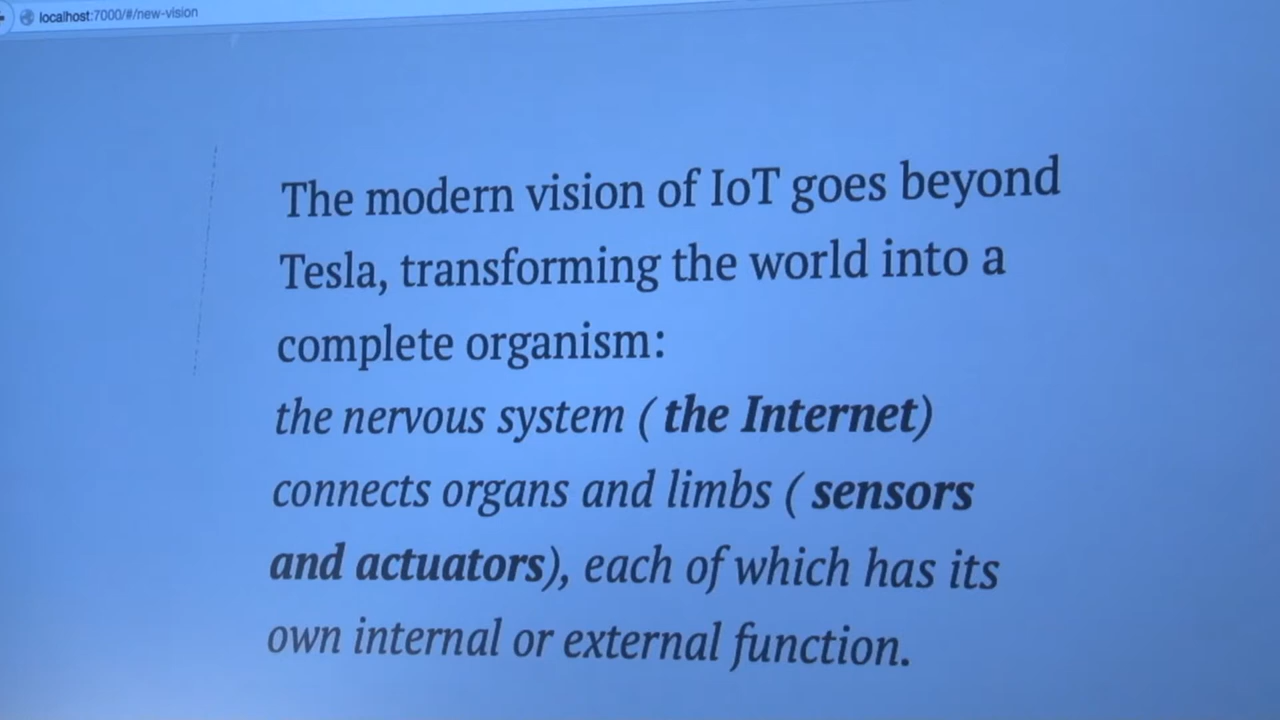 localhost:7000/#/new-vision
The modern vision of IoT goes beyond
Tesla, transforming the world into a
complete organism:
the nervous system ( the Internet)
connects organs and limbs ( sensors
and actuators), each of which has its
own internal or external function.